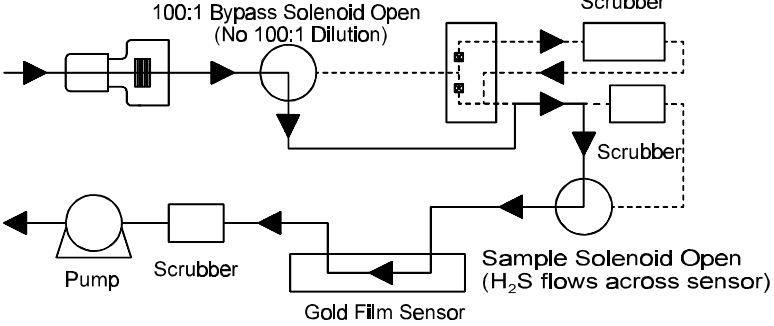 Scrubber
100:1 Bypass Solenoid Open
(No 100:1 Dilution)
Scrubber
Sample Solenoid Open
(H₂S flows across sensor)
Pump
Scrubber
Gold Film Sensor